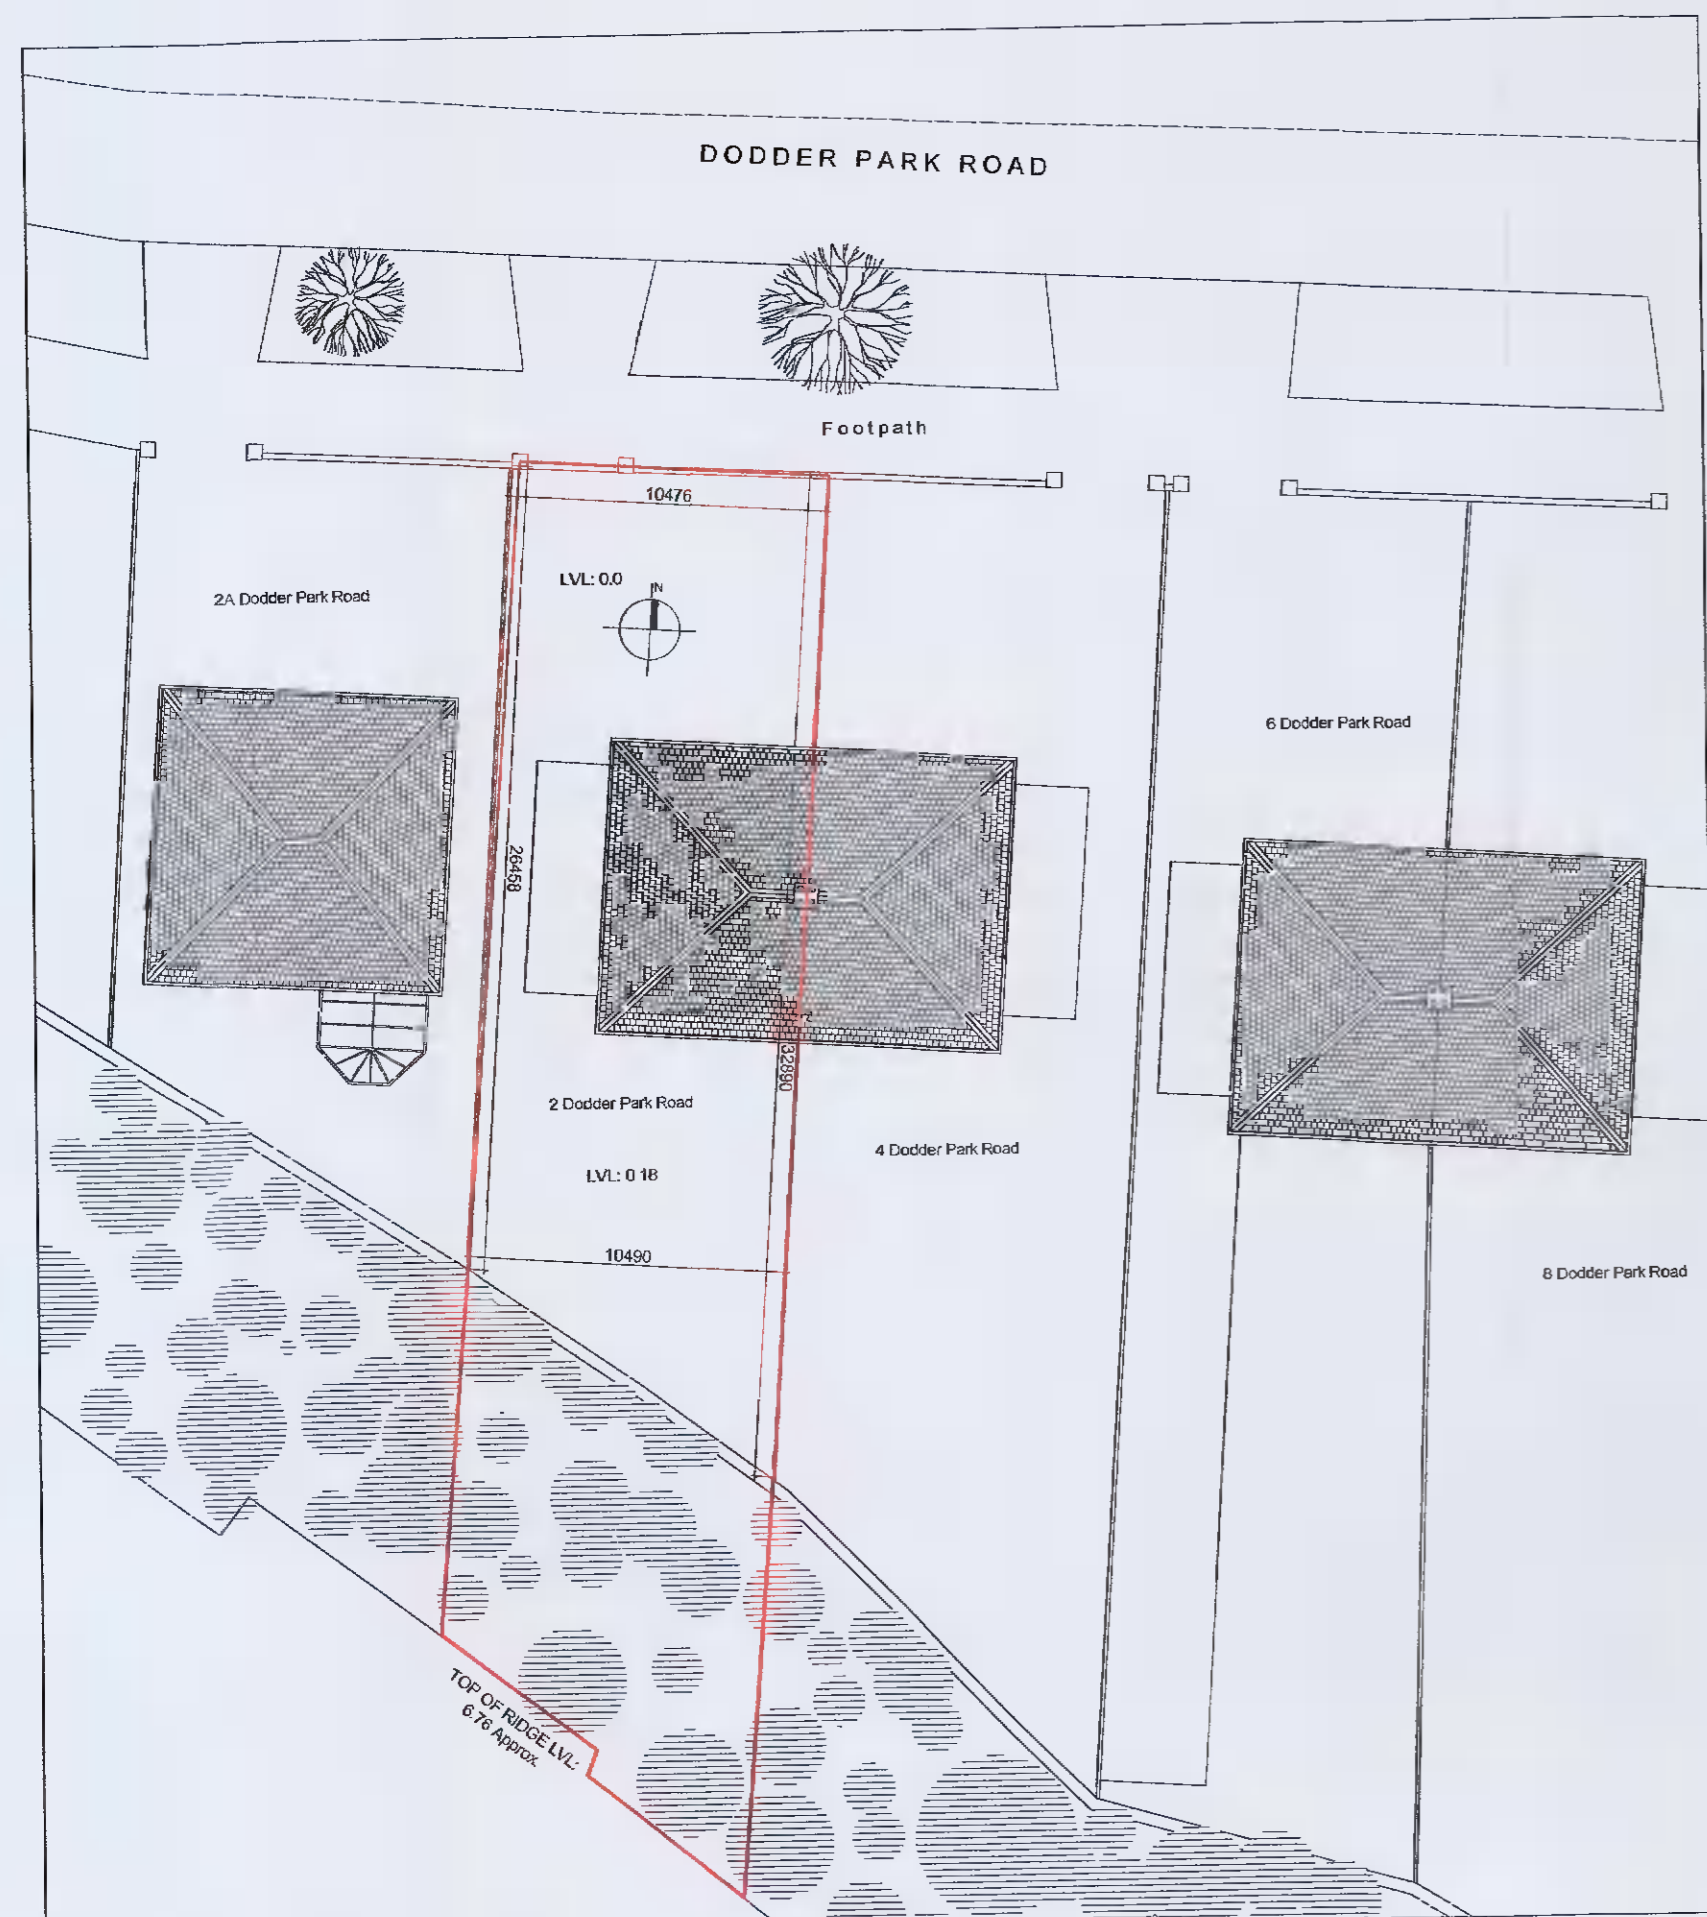 DODDER PARK ROAD
Footpath
10476
LVL: 0.0
N
2A Dodder Park Road
6 Dodder Park Road
26458
32890
2 Dodder Park Road
4 Dodder Park Road
LVL: 0 18
10490
8 Dodder Park Road
TOP OF RIDGE LVL:
6.76 Approx.